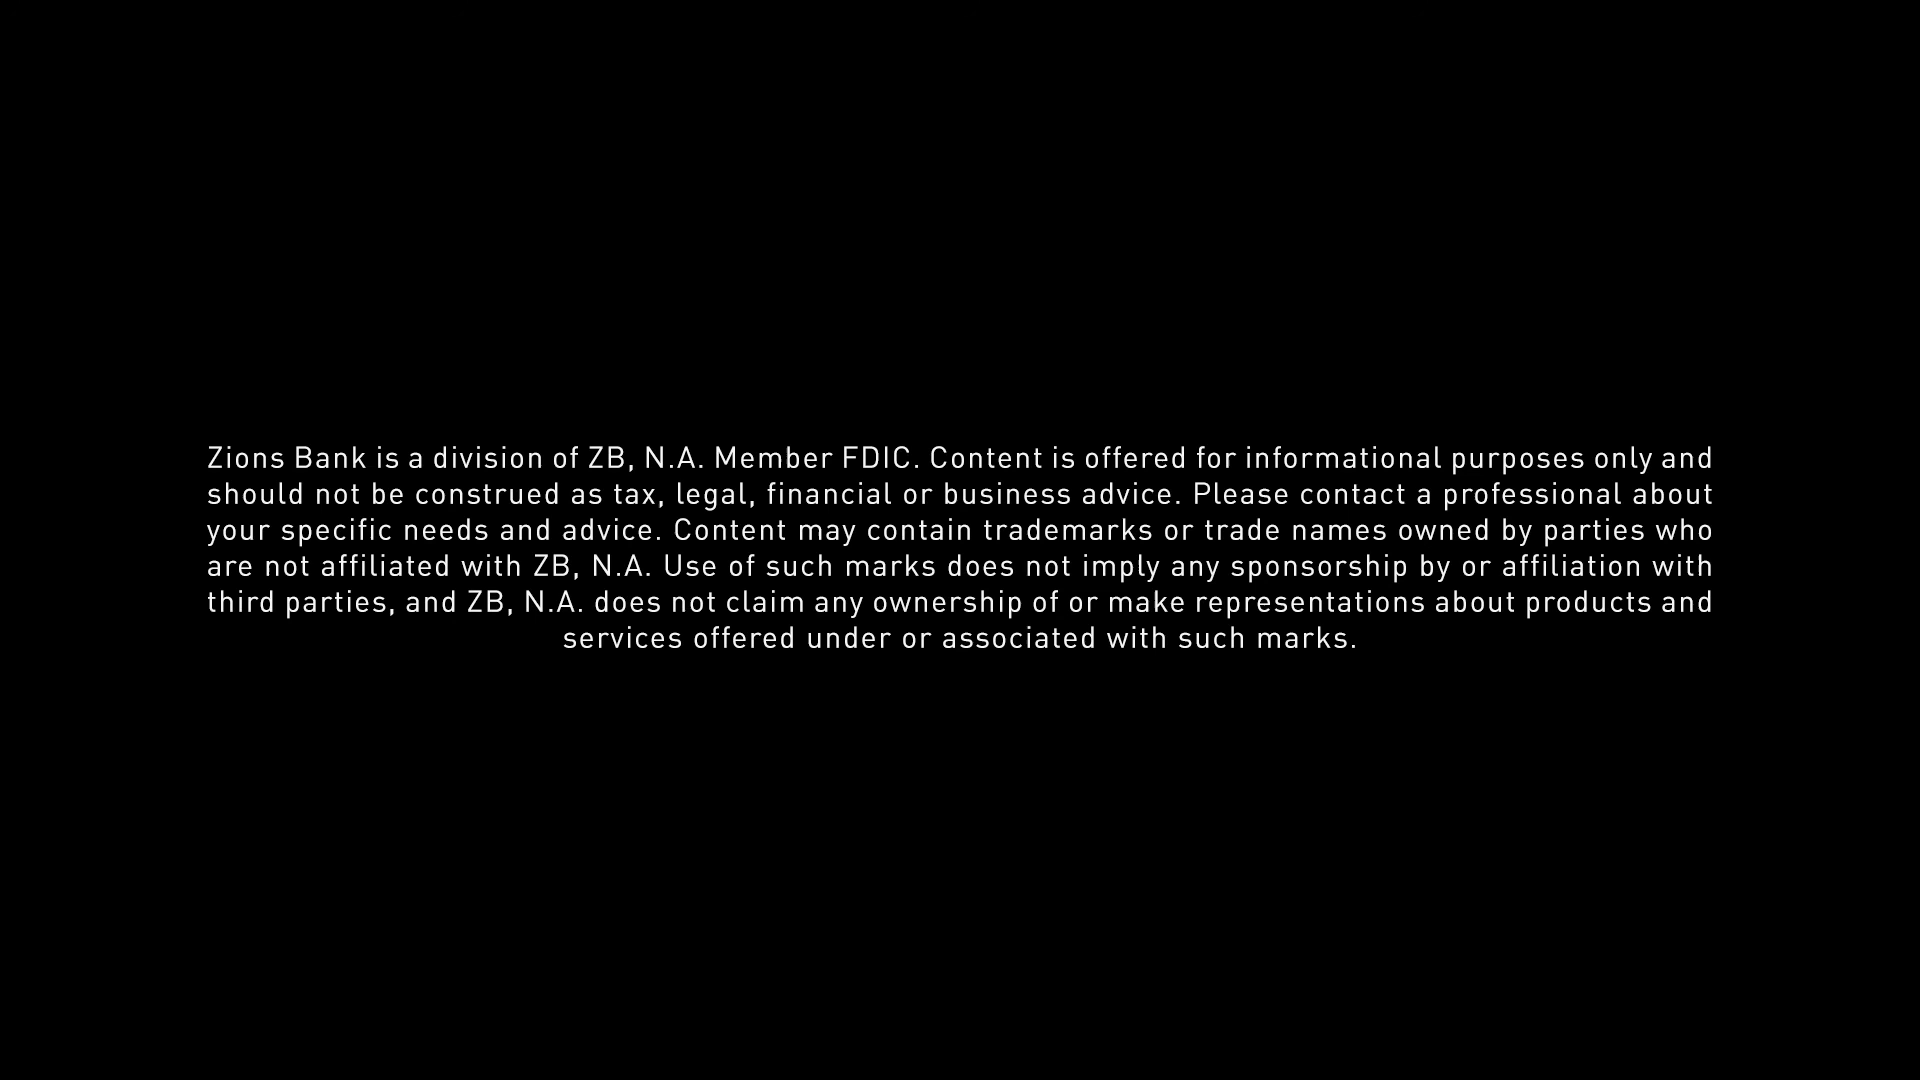 Zions Bank is a division of ZB, N.A. Member FDIC. Content is offered for informational purposes only and
should not be construed as tax, legal, financial or business advice. Please contact a professional about
your specific needs and advice. Content may contain trademarks or trade names owned by parties who
are not affiliated with ZB, N.A. Use of such marks does not imply any sponsorship by or affiliation with
third parties, and ZB, N.A. does not claim any ownership of or make representations about products and
services offered under or associated with such marks.